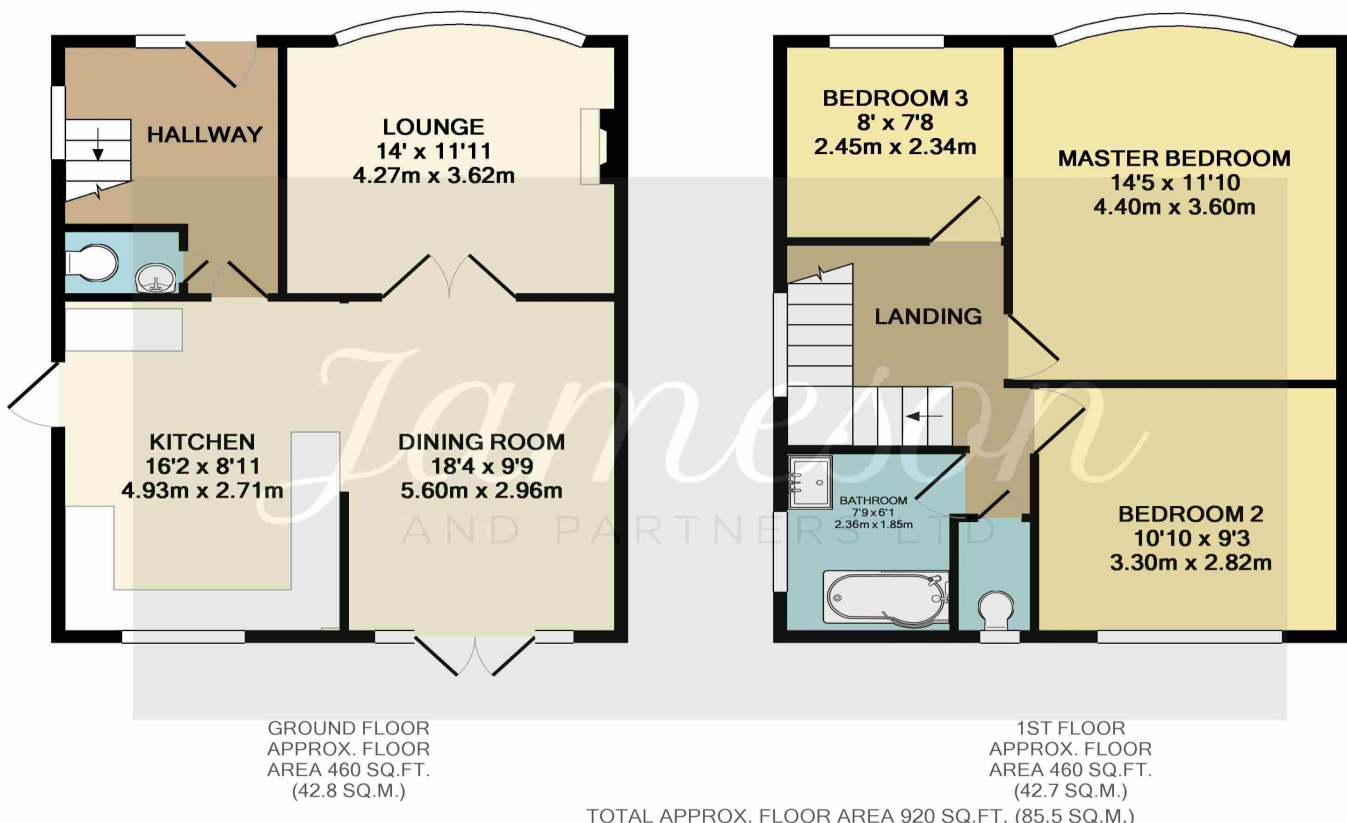 HALLWAY
LOUNGE
14' x 11'11
4.27m x 3.62m
KITCHEN
16'2 x 8'11
4.93m x 2.71m
DINING ROOM
18'4 x 9'9
5.60m x 2.96m
GROUND FLOOR
APPROX. FLOOR
AREA 460 SQ.FT.
(42.8 SQ.M.)
BEDROOM 3
8' x 7'8
2.45m x 2.34m
MASTER BEDROOM
14'5 x 11'10
4.40m x 3.60m
LANDING
BATHROOM
7'9 x 6'1
2.36m x 1.85m
BEDROOM 2
10'10 x 9'3
3.30m x 2.82m
1ST FLOOR
APPROX. FLOOR
AREA 460 SQ.FT.
(42.7 SQ.M.)
TOTAL APPROX. FLOOR AREA 920 SQ.FT. (85.5 SQ.M.)
Jameson
AND PARTNERS LTD